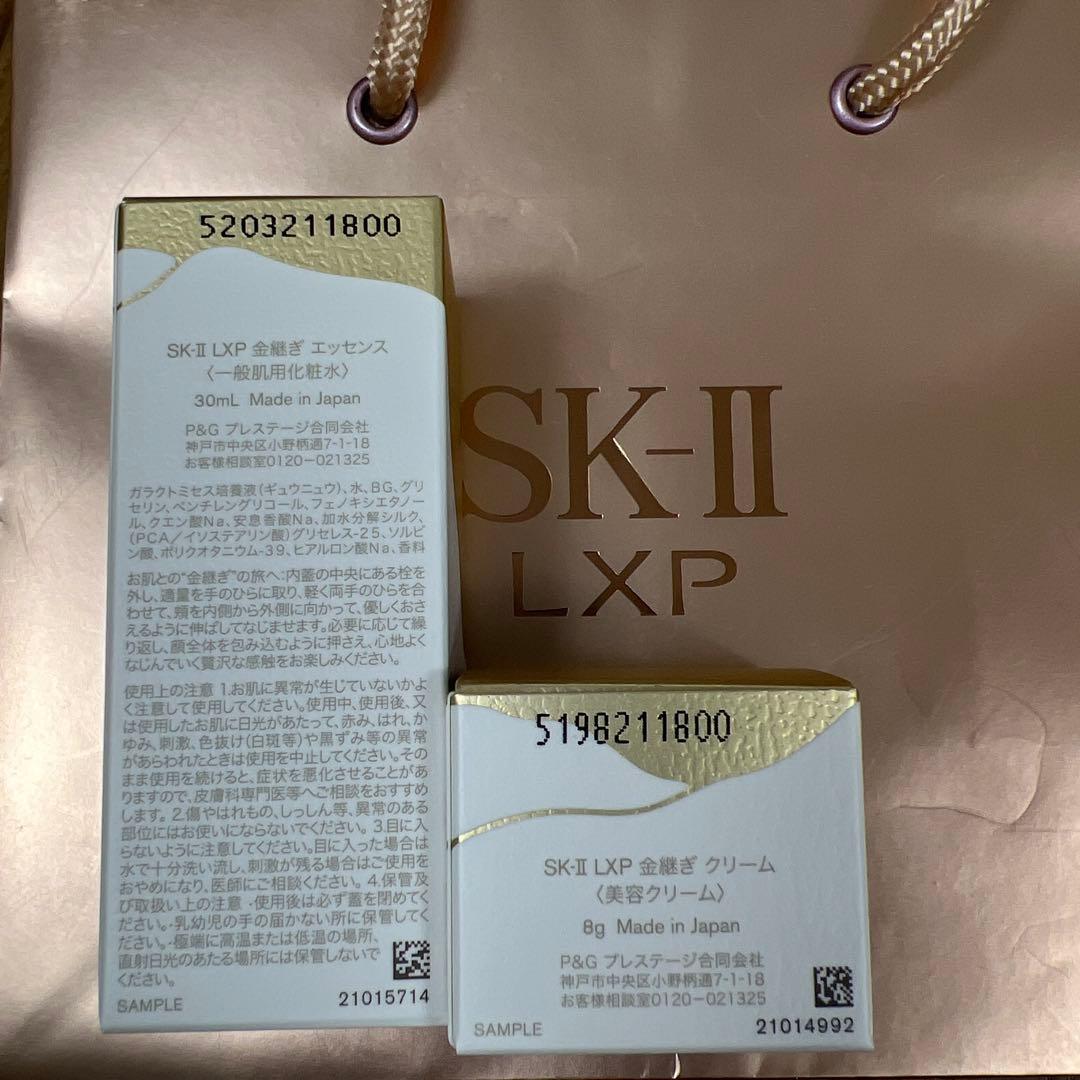 5203211800
SK-II LXP 金継ぎ エッセンス
〈一般肌用化粧水〉
30mL Made in Japan
P&G プレステージ合同会社
神戸市中央区小野柄通7-1-18
お客様相談室0120-021325
ガラクトミセス培養液（ギュウニュウ）、水、BG、グリ
セリン、ペンチレングリコール、フェノキシエタノー
ル、クエン酸Na、安息香酸Na、加水分解シルク、
（PCA／イソステアリン酸）グリセレス-25、ソルビ
ン酸、ポリクオタニウム-39、ヒアルロン酸Na、香料
お肌との“金継ぎ”の旅へ：内蓋の中央にある栓を
外し、適量を手のひらに取り、軽く両手のひらを合
わせて、頬を内側から外側に向かって、優しくおさ
えるように伸ばしてなじませます。必要に応じて繰
り返し、顔全体を包み込むように押さえ、心地よく
なじんでいく贅沢な感触をお楽しみください。
使用上の注意 1.お肌に異常が生じていないかよ
く注意して使用してください。使用中、使用後、又
は使用したお肌に日光があたって、赤み、はれ、か
ゆみ、刺激、色抜け（白斑等）や黒ずみ等の異常
があらわれたときは使用を中止してください。その
まま使用を続けると、症状を悪化させることがあ
りますので、皮膚科専門医等へご相談をおすすめ
します。 2.傷やはれもの、しっしん等、異常のある
部位にはお使いにならないでください。 3.目に入
らないように注意してください。目に入った場合は
水で十分洗い流し、刺激が残る場合はご使用を
おやめになり、医師にご相談ください。 4.保管及
び取扱い上の注意 ・使用後は必ず蓋を閉めてく
ださい。・乳幼児の手の届かない所に保管してく
ださい。・極端に高温または低温の場所、
直射日光のあたる場所には保管しないで
ください。
SAMPLE
21015714
SK-II
LXP
5198211800
SK-II LXP 金継ぎ クリーム
〈美容クリーム〉
8g Made in Japan
P&G プレステージ合同会社
神戸市中央区小野柄通7-1-18
お客様相談室0120-021325
SAMPLE
21014992